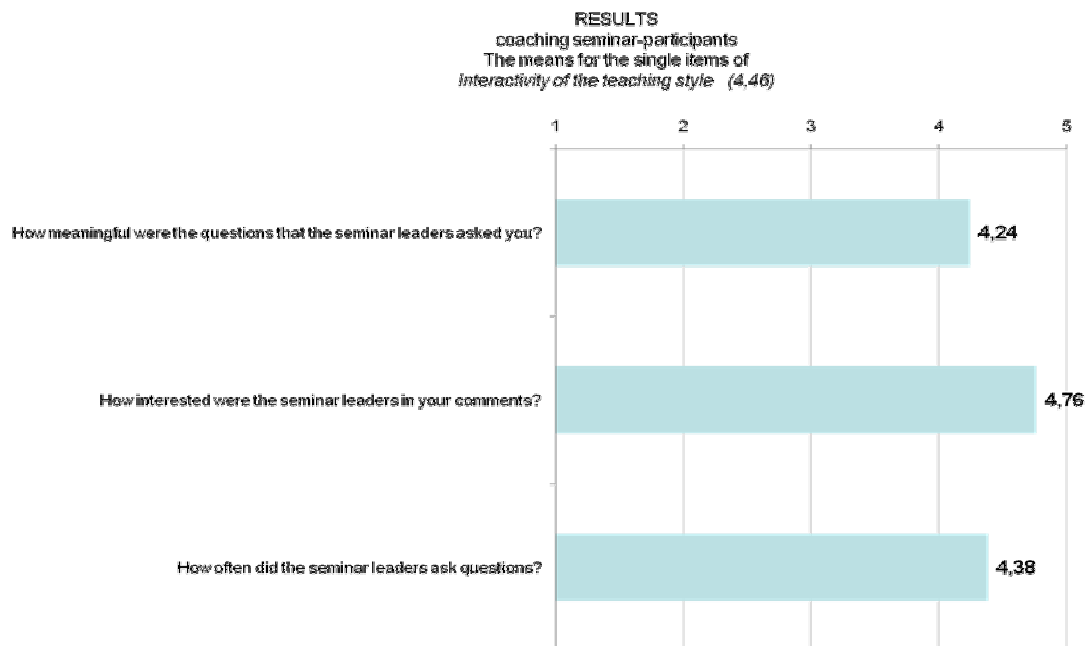 RESULTS
coaching seminar-participants
The means for the single items of
Interactivity of the teaching style (4,46)
1 2 3 4 5
How meaningful were the questions that the seminar leaders asked you?
4,24
How interested were the seminar leaders in your comments?
4,76
How often did the seminar leaders ask questions?
4,38